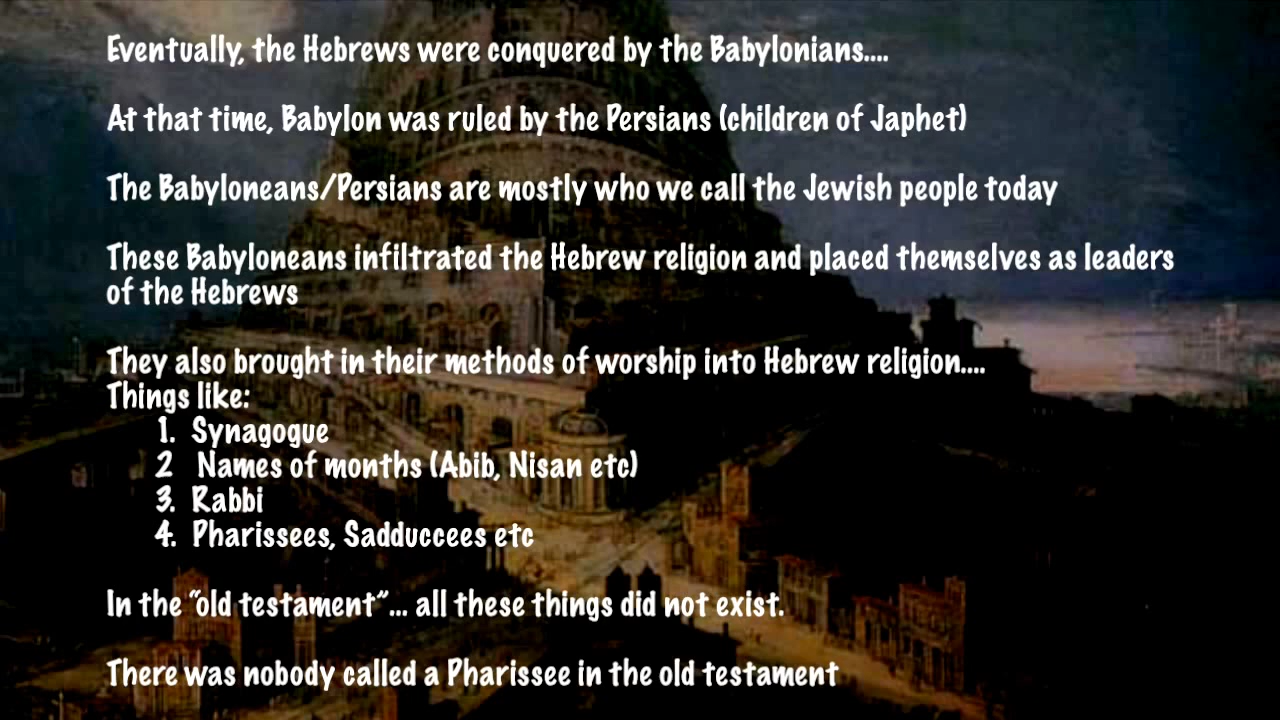 Eventually, the Hebrews were conquered by the Babylonians....
At that time, Babylon was ruled by the Persians (children of Japhet)
The Babyloneans/Persians are mostly who we call the Jewish people today
These Babyloneans infiltrated the Hebrew religion and placed themselves as leaders
of the Hebrews
They also brought in their methods of worship into Hebrew religion....
Things like:
1. Synagogue
2 Names of months (Abib, Nisan etc)
3. Rabbi
4. Pharissees, Sadduccees etc
In the “old testament”... all these things did not exist.
There was nobody called a Pharissee in the old testament